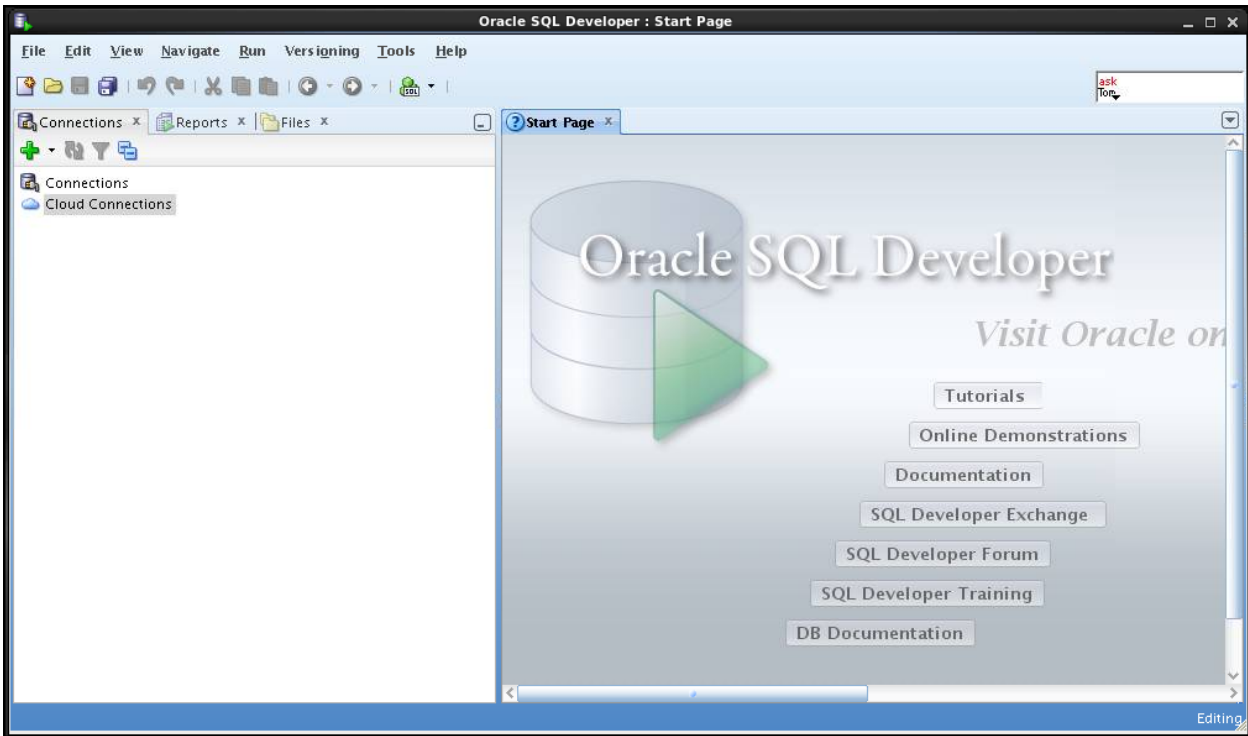 Oracle SQL Developer : Start Page
File Edit View Navigate Run Versioning Tools Help
SQL
ask
Tom
Connections Reports Files
Start Page
Connections
Cloud Connections
Oracle SQL Developer
Visit Oracle on
Tutorials
Online Demonstrations
Documentation
SQL Developer Exchange
SQL Developer Forum
SQL Developer Training
DB Documentation
Editing